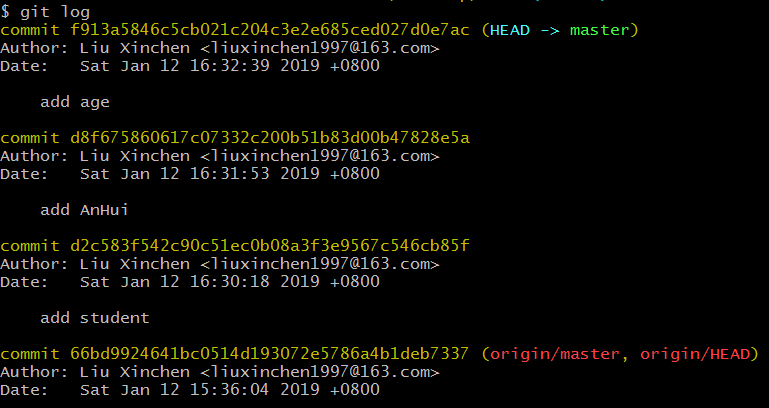 $ git log
commit f913a5846c5cb021c204c3e2e685ced027d0e7ac (HEAD -> master)
Author: Liu Xinchen <liuxinchen1997@163.com>
Date:   Sat Jan 12 16:32:39 2019 +0800

    add age

commit d8f675860617c07332c200b51b83d00b47828e5a
Author: Liu Xinchen <liuxinchen1997@163.com>
Date:   Sat Jan 12 16:31:53 2019 +0800

    add AnHui

commit d2c583f542c90c51ec0b08a3f3e9567c546cb85f
Author: Liu Xinchen <liuxinchen1997@163.com>
Date:   Sat Jan 12 16:30:18 2019 +0800

    add student

commit 66bd9924641bc0514d193072e5786a4b1deb7337 (origin/master, origin/HEAD)
Author: Liu Xinchen <liuxinchen1997@163.com>
Date:   Sat Jan 12 15:36:04 2019 +0800